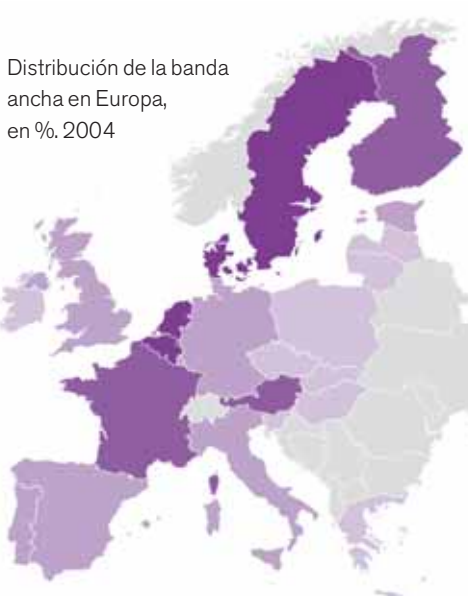 Distribución de la banda
ancha en Europa,
en %. 2004